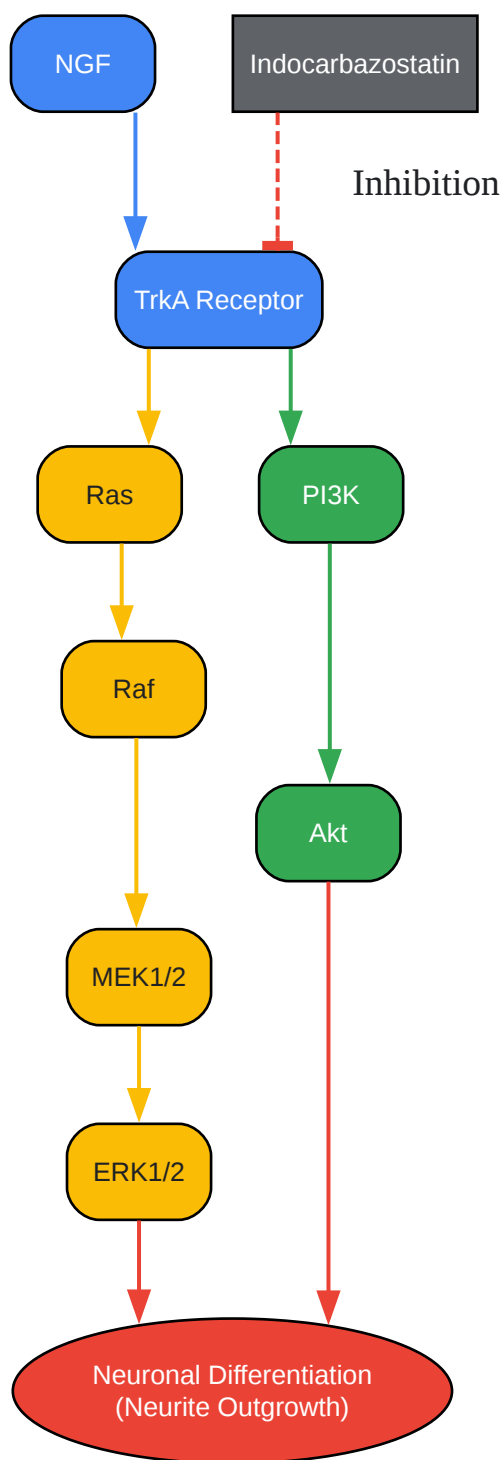 NGF
Indocarbazostatin
Inhibition
TrkA Receptor
Ras
PI3K
Raf
Akt
MEK1/2
ERK1/2
Neuronal Differentiation
(Neurite Outgrowth)